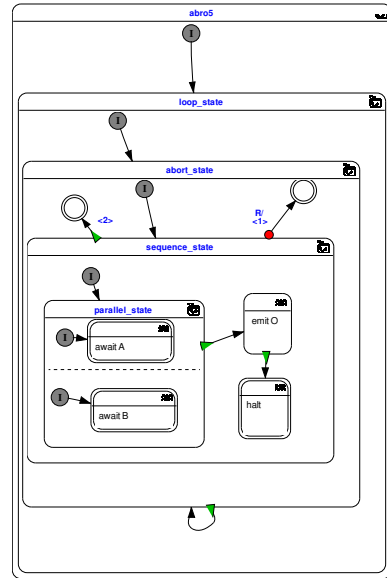 abro5
I
loop_state
I
abort_state
I
<2>
R/
<1>
sequence_state
I
parallel_state
I
await A
emit O
I
await B
halt